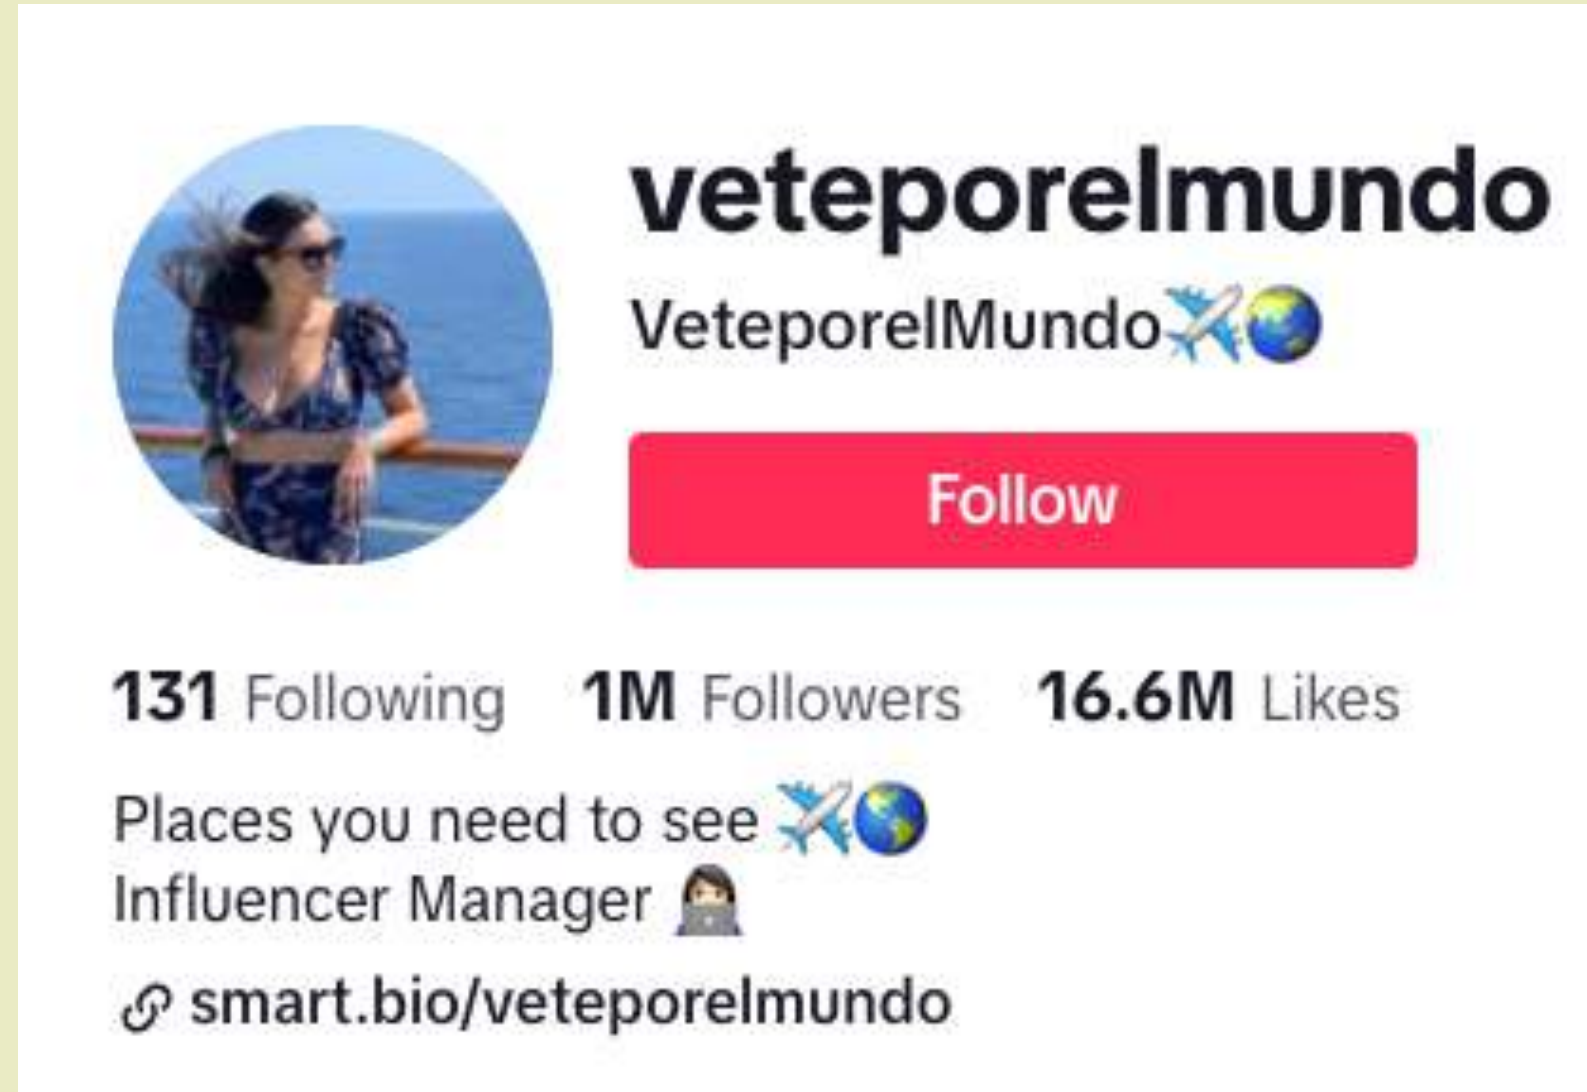 veteporelmundo
VeteporelMundo✈️🌏
Follow
131 Following 1M Followers 16.6M Likes
Places you need to see ✈️🌎
Influencer Manager 👩🏻‍💻
smart.bio/veteporelmundo